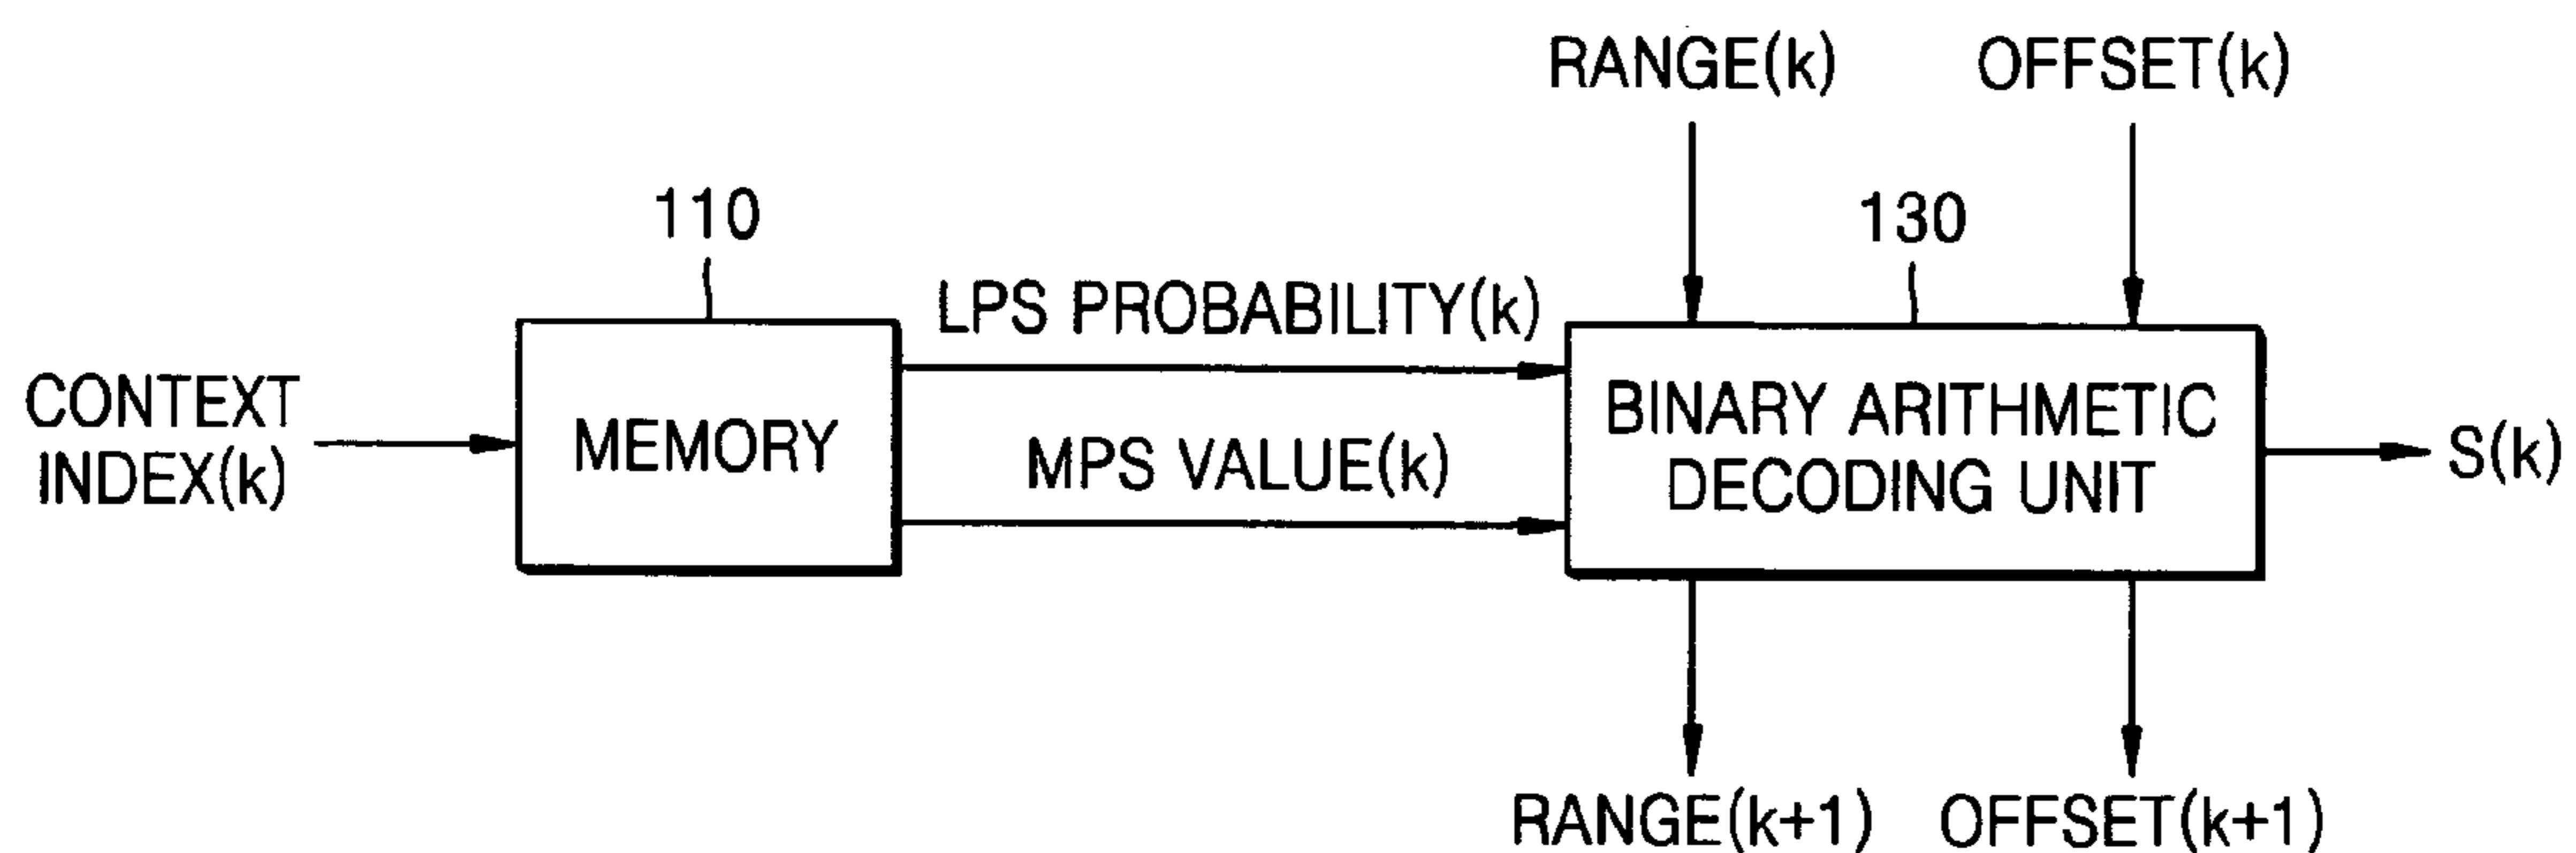 RANGE(k)
OFFSET(k)
110
130
LPS PROBABILITY(k)
CONTEXT
INDEX(k)
MEMORY
MPS VALUE(k)
BINARY ARITHMETIC
DECODING UNIT
S(k)
RANGE(k+1)
OFFSET(k+1)